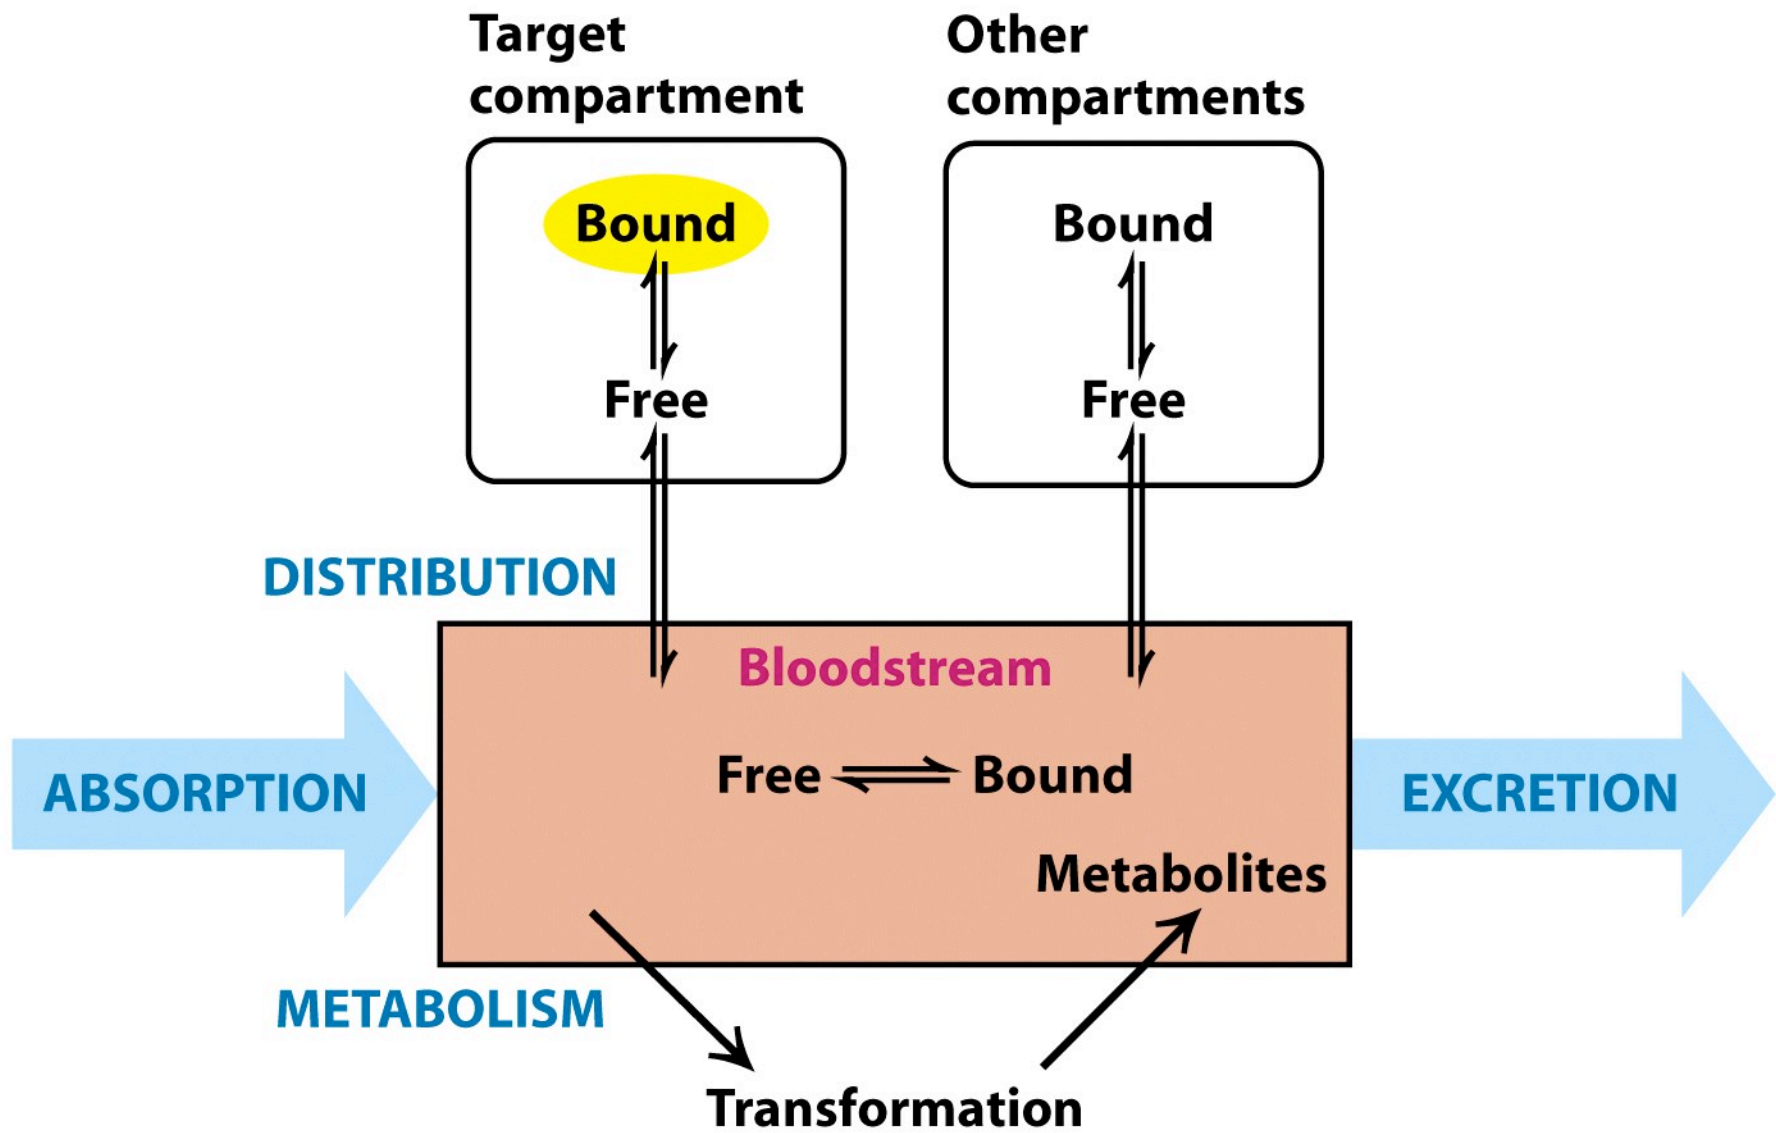 Target
compartment
Other
compartments
Bound
Bound
Free
Free
DISTRIBUTION
Bloodstream
ABSORPTION
Free
Bound
EXCRETION
Metabolites
METABOLISM
Transformation